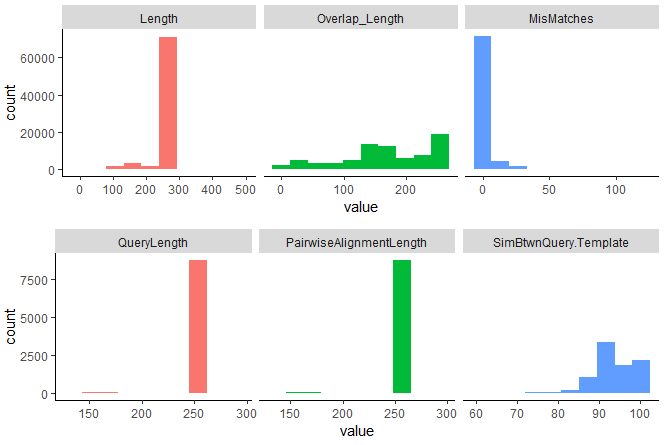 Length Overlap_Length MisMatches
60000
40000
20000
0
count
0 100 200 300 400 500 0 100 200 0 50 100
value
QueryLength PairwiseAlignmentLength SimBtwnQuery.Template
7500
5000
2500
0
count
150 200 250 300 150 200 250 300 60 70 80 90 100
value